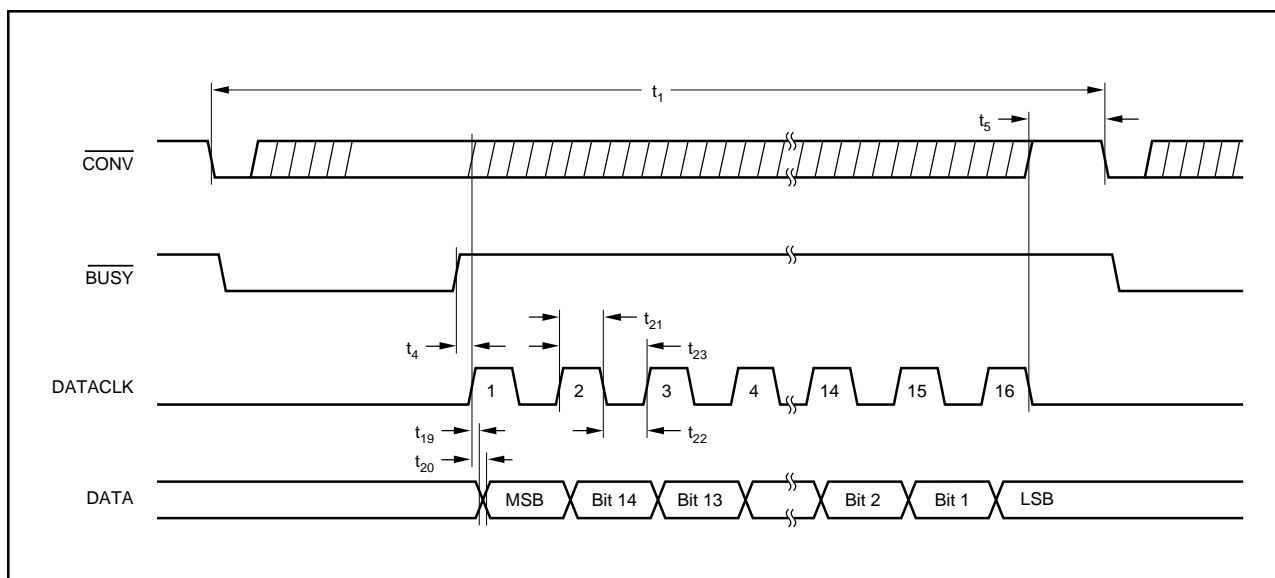 t1
t5
CONV
BUSY
t21
t4
t23
DATACLK
1 2 3 4 14 15 16
t19
t22
t20
DATA
MSB Bit 14 Bit 13 Bit 2 Bit 1 LSB